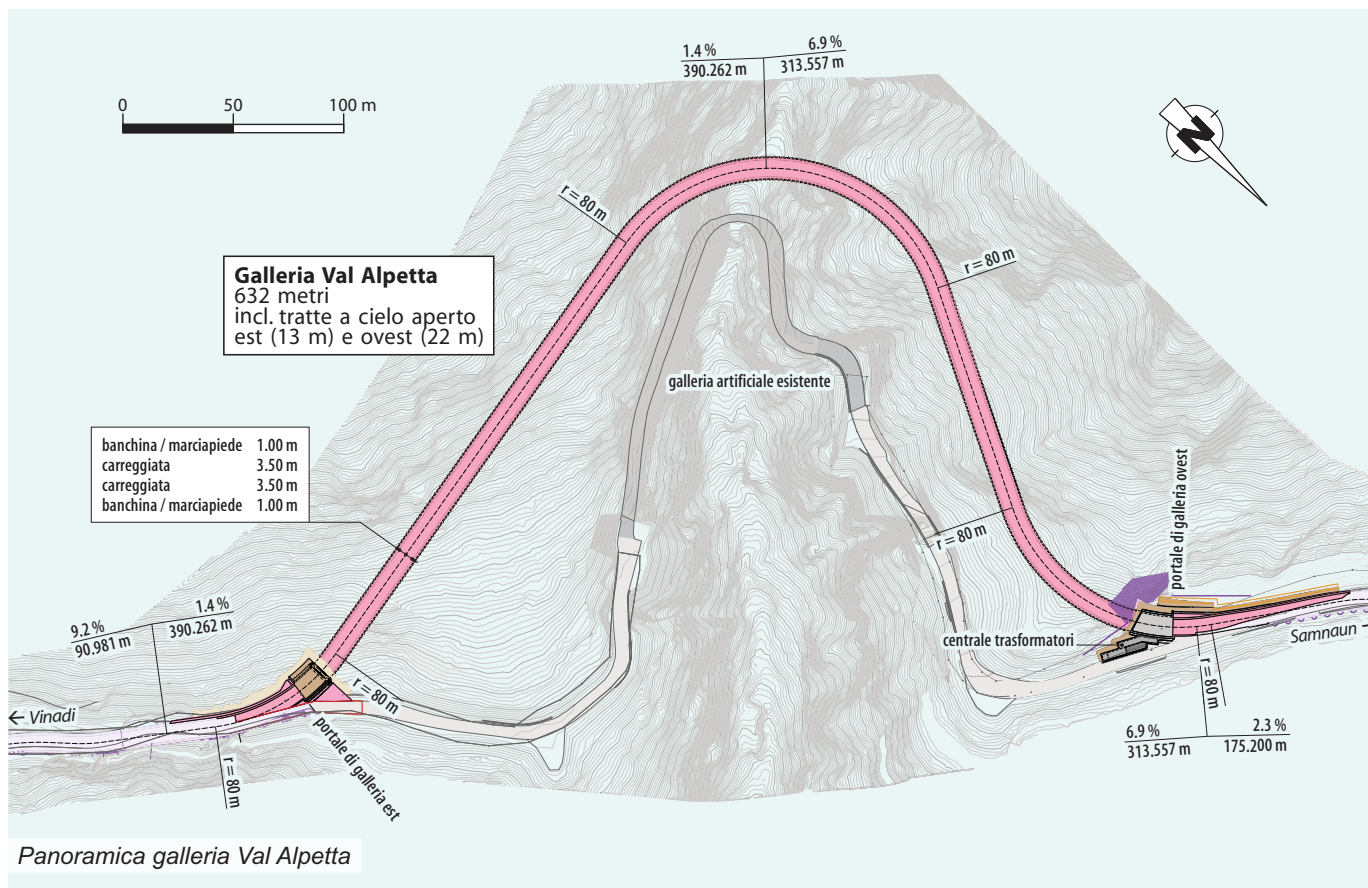 1.4 %
390.262 m
6.9 %
313.557 m
0
50
100 m
N
r = 80 m
r = 80 m
Galleria Val Alpetta
632 metri
incl. tratte a cielo aperto
est (13 m) e ovest (22 m)
galleria artificiale esistente
banchina / marciapiede 1.00 m
carreggiata 3.50 m
carreggiata 3.50 m
banchina / marciapiede 1.00 m
r = 80 m
portale di galleria ovest
9.2 %
90.981 m
1.4 %
390.262 m
centrale trasformatori
Samnaun
r = 80 m
r = 80 m
← Vinadi
portale di galleria est
r = 80 m
6.9 %
313.557 m
2.3 %
175.200 m
Panoramica galleria Val Alpetta